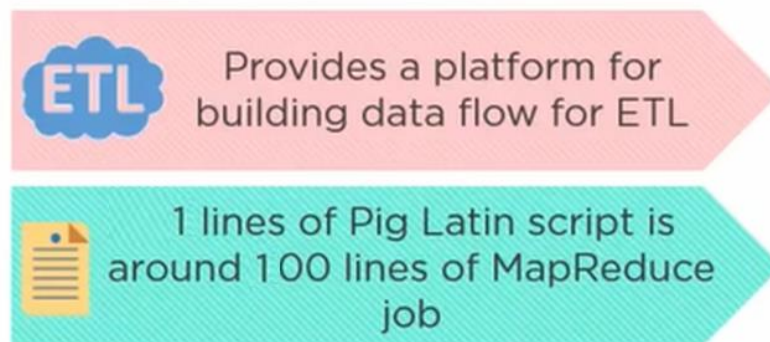 ETL
Provides a platform for
building data flow for ETL
1 lines of Pig Latin script is
around 100 lines of MapReduce
job